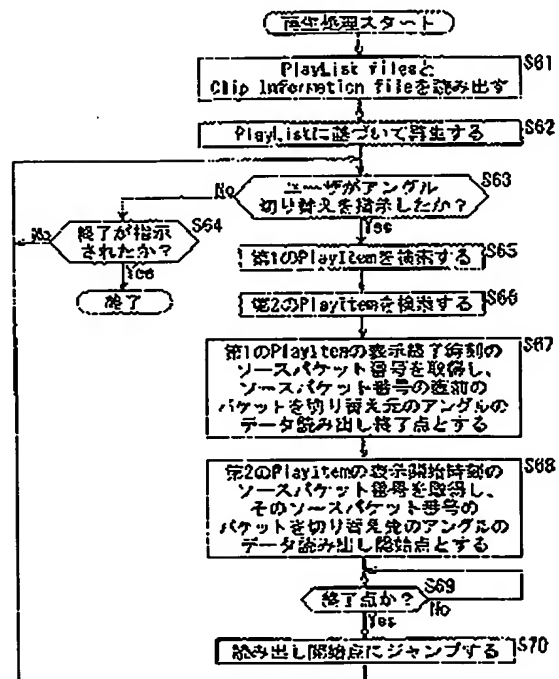 再生処理スタート
PlayList filesと S61
Clip Information fileを読み出す
PlayListに基づいて再生する S62
No
ユーザがアングル S63
切り替えを指示したか?
Yes
No
終了が指示 S64
されたか?
Yes
終了
第1のPlayItemを検索する S65
第2のPlayItemを検索する S66
第1のPlayItemの表示終了時刻の S67
ソースパケット番号を取得し、
ソースパケット番号の直前の
パケットを切り替え元のアングルの
データ読み出し終了点とする
第2のPlayItemの表示開始時刻の S68
ソースパケット番号を取得し、
そのソースパケット番号の
パケットを切り替え先のアングルの
データ読み出し開始点とする
終了点か? S69
No
Yes
読み出し開始点にジャンプする S70